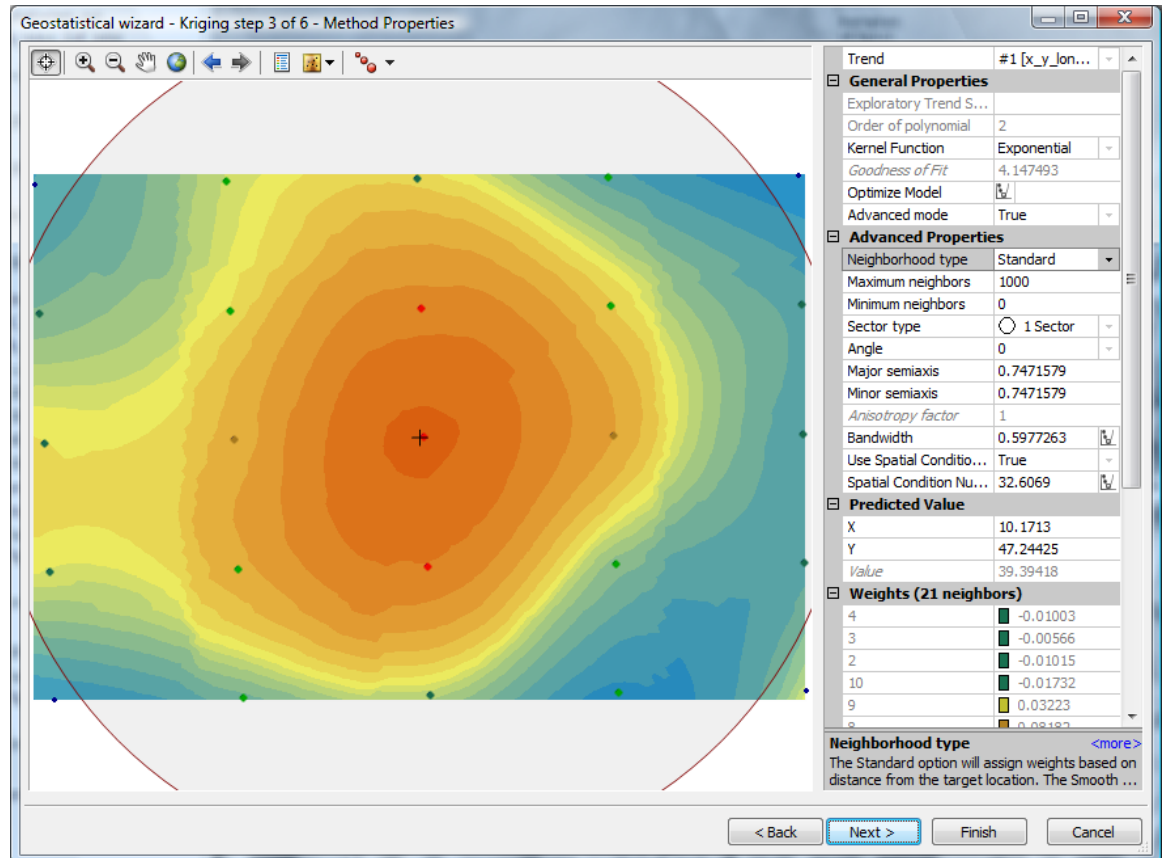 Geostatistical wizard - Kriging step 3 of 6 - Method Properties
Trend #1 [x_y_lon...
General Properties
Exploratory Trend S...
Order of polynomial 2
Kernel Function Exponential
Goodness of Fit 4.147493
Optimize Model
Advanced mode True
Advanced Properties
Neighborhood type Standard
Maximum neighbors 1000
Minimum neighbors 0
Sector type 1 Sector
Angle 0
Major semiaxis 0.7471579
Minor semiaxis 0.7471579
Anisotropy factor 1
Bandwidth 0.5977263
Use Spatial Conditio... True
Spatial Condition Nu... 32.6069
Predicted Value
X 10.1713
Y 47.24425
Value 39.39418
Weights (21 neighbors)
4 -0.01003
3 -0.00566
2 -0.01015
10 -0.01732
9 0.03223
Neighborhood type <more>
The Standard option will assign weights based on
distance from the target location. The Smooth ...
< Back Next > Finish Cancel